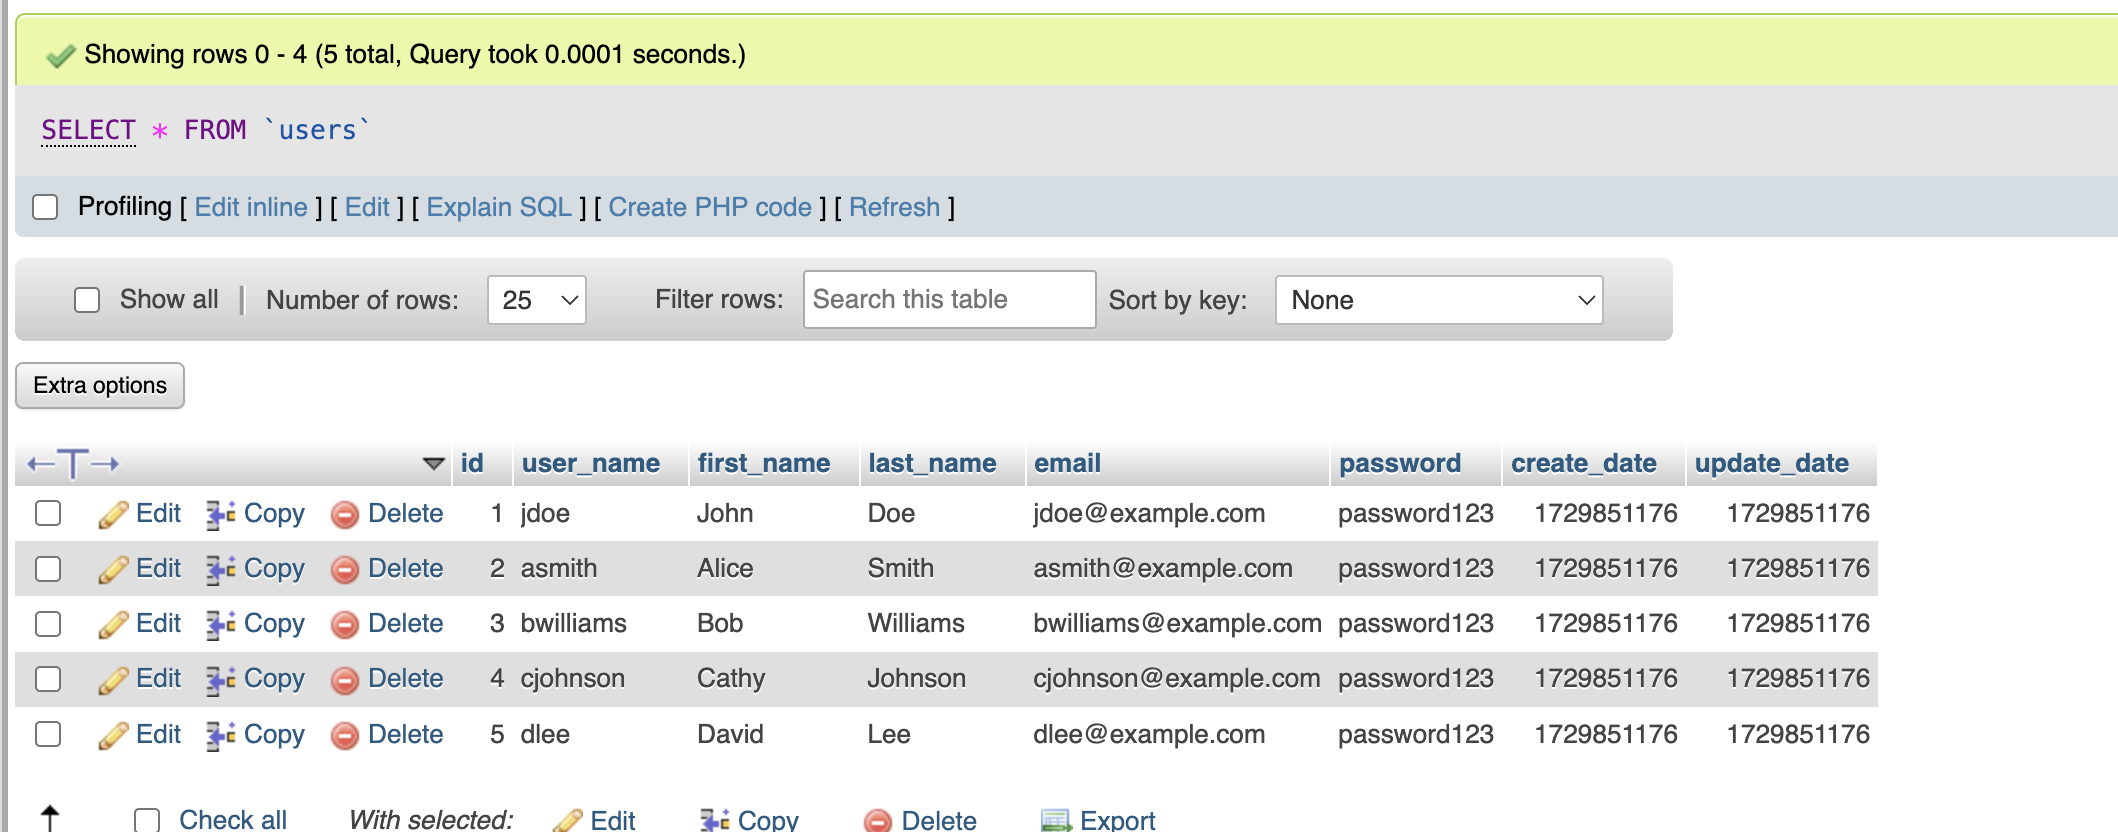 Showing rows 0 - 4 (5 total, Query took 0.0001 seconds.)
SELECT * FROM `users`
Profiling [ Edit inline ] [ Edit ] [ Explain SQL ] [ Create PHP code ] [ Refresh ]
Show all | Number of rows: 25 Filter rows: Search this table Sort by key: None
Extra options
←T→ id user_name first_name last_name email password create_date update_date
Edit Copy Delete 1 jdoe John Doe jdoe@example.com password123 1729851176 1729851176
Edit Copy Delete 2 asmith Alice Smith asmith@example.com password123 1729851176 1729851176
Edit Copy Delete 3 bwilliams Bob Williams bwilliams@example.com password123 1729851176 1729851176
Edit Copy Delete 4 cjohnson Cathy Johnson cjohnson@example.com password123 1729851176 1729851176
Edit Copy Delete 5 dlee David Lee dlee@example.com password123 1729851176 1729851176
Check all With selected: Edit Copy Delete Export